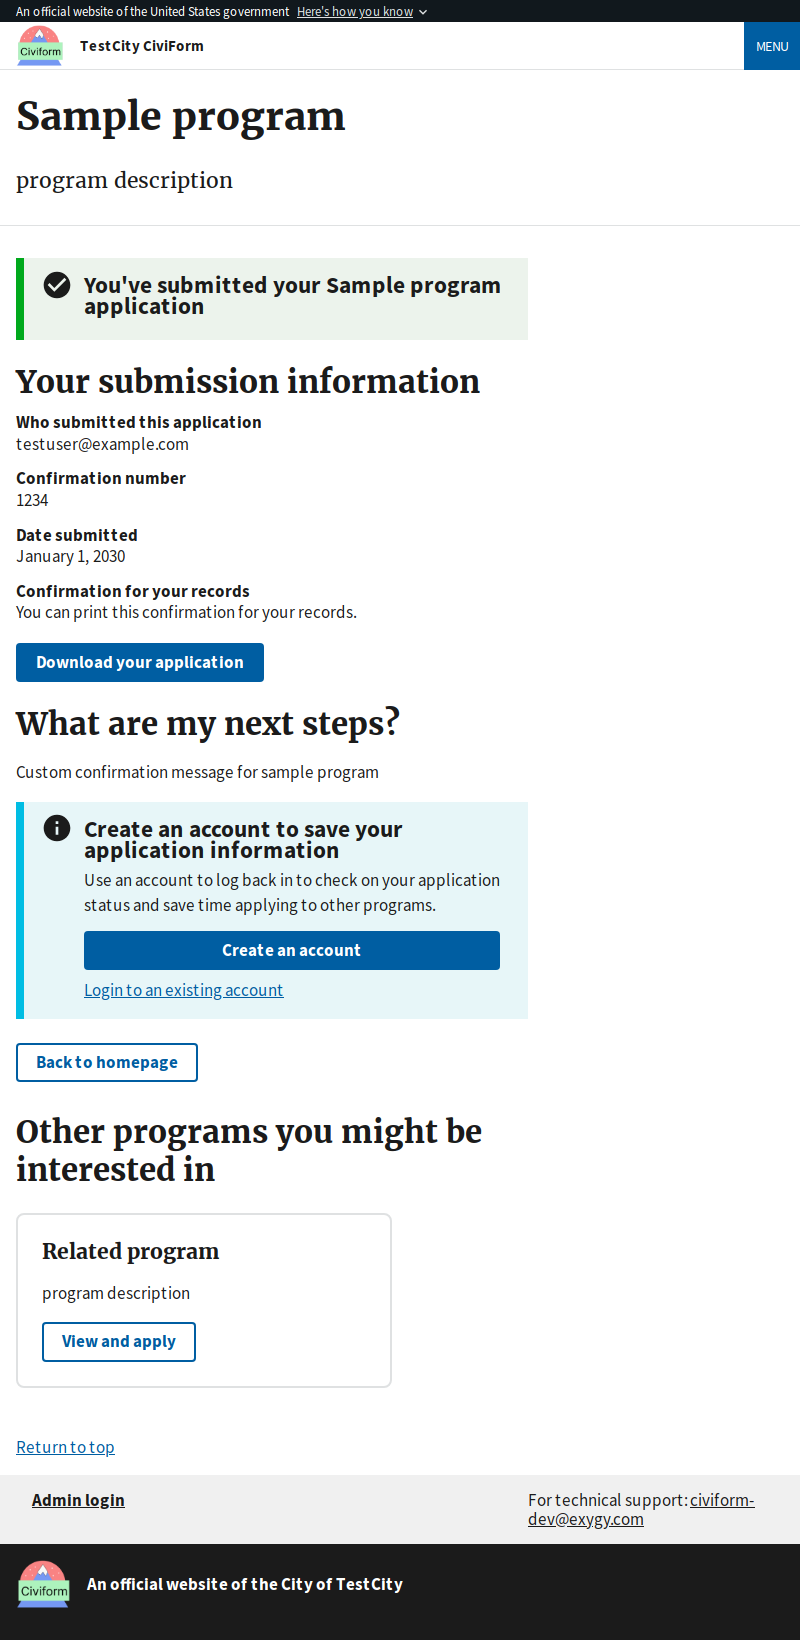 An official website of the United States government Here's how you know
Civiform
TestCity CiviForm
MENU
Sample program
program description
You've submitted your Sample program
application
Your submission information
Who submitted this application
testuser@example.com
Confirmation number
1234
Date submitted
January 1, 2030
Confirmation for your records
You can print this confirmation for your records.
Download your application
What are my next steps?
Custom confirmation message for sample program
Create an account to save your
application information
Use an account to log back in to check on your application
status and save time applying to other programs.
Create an account
Login to an existing account
Back to homepage
Other programs you might be
interested in
Related program
program description
View and apply
Return to top
Admin login
For technical support: civiform-
dev@exygy.com
Civiform
An official website of the City of TestCity